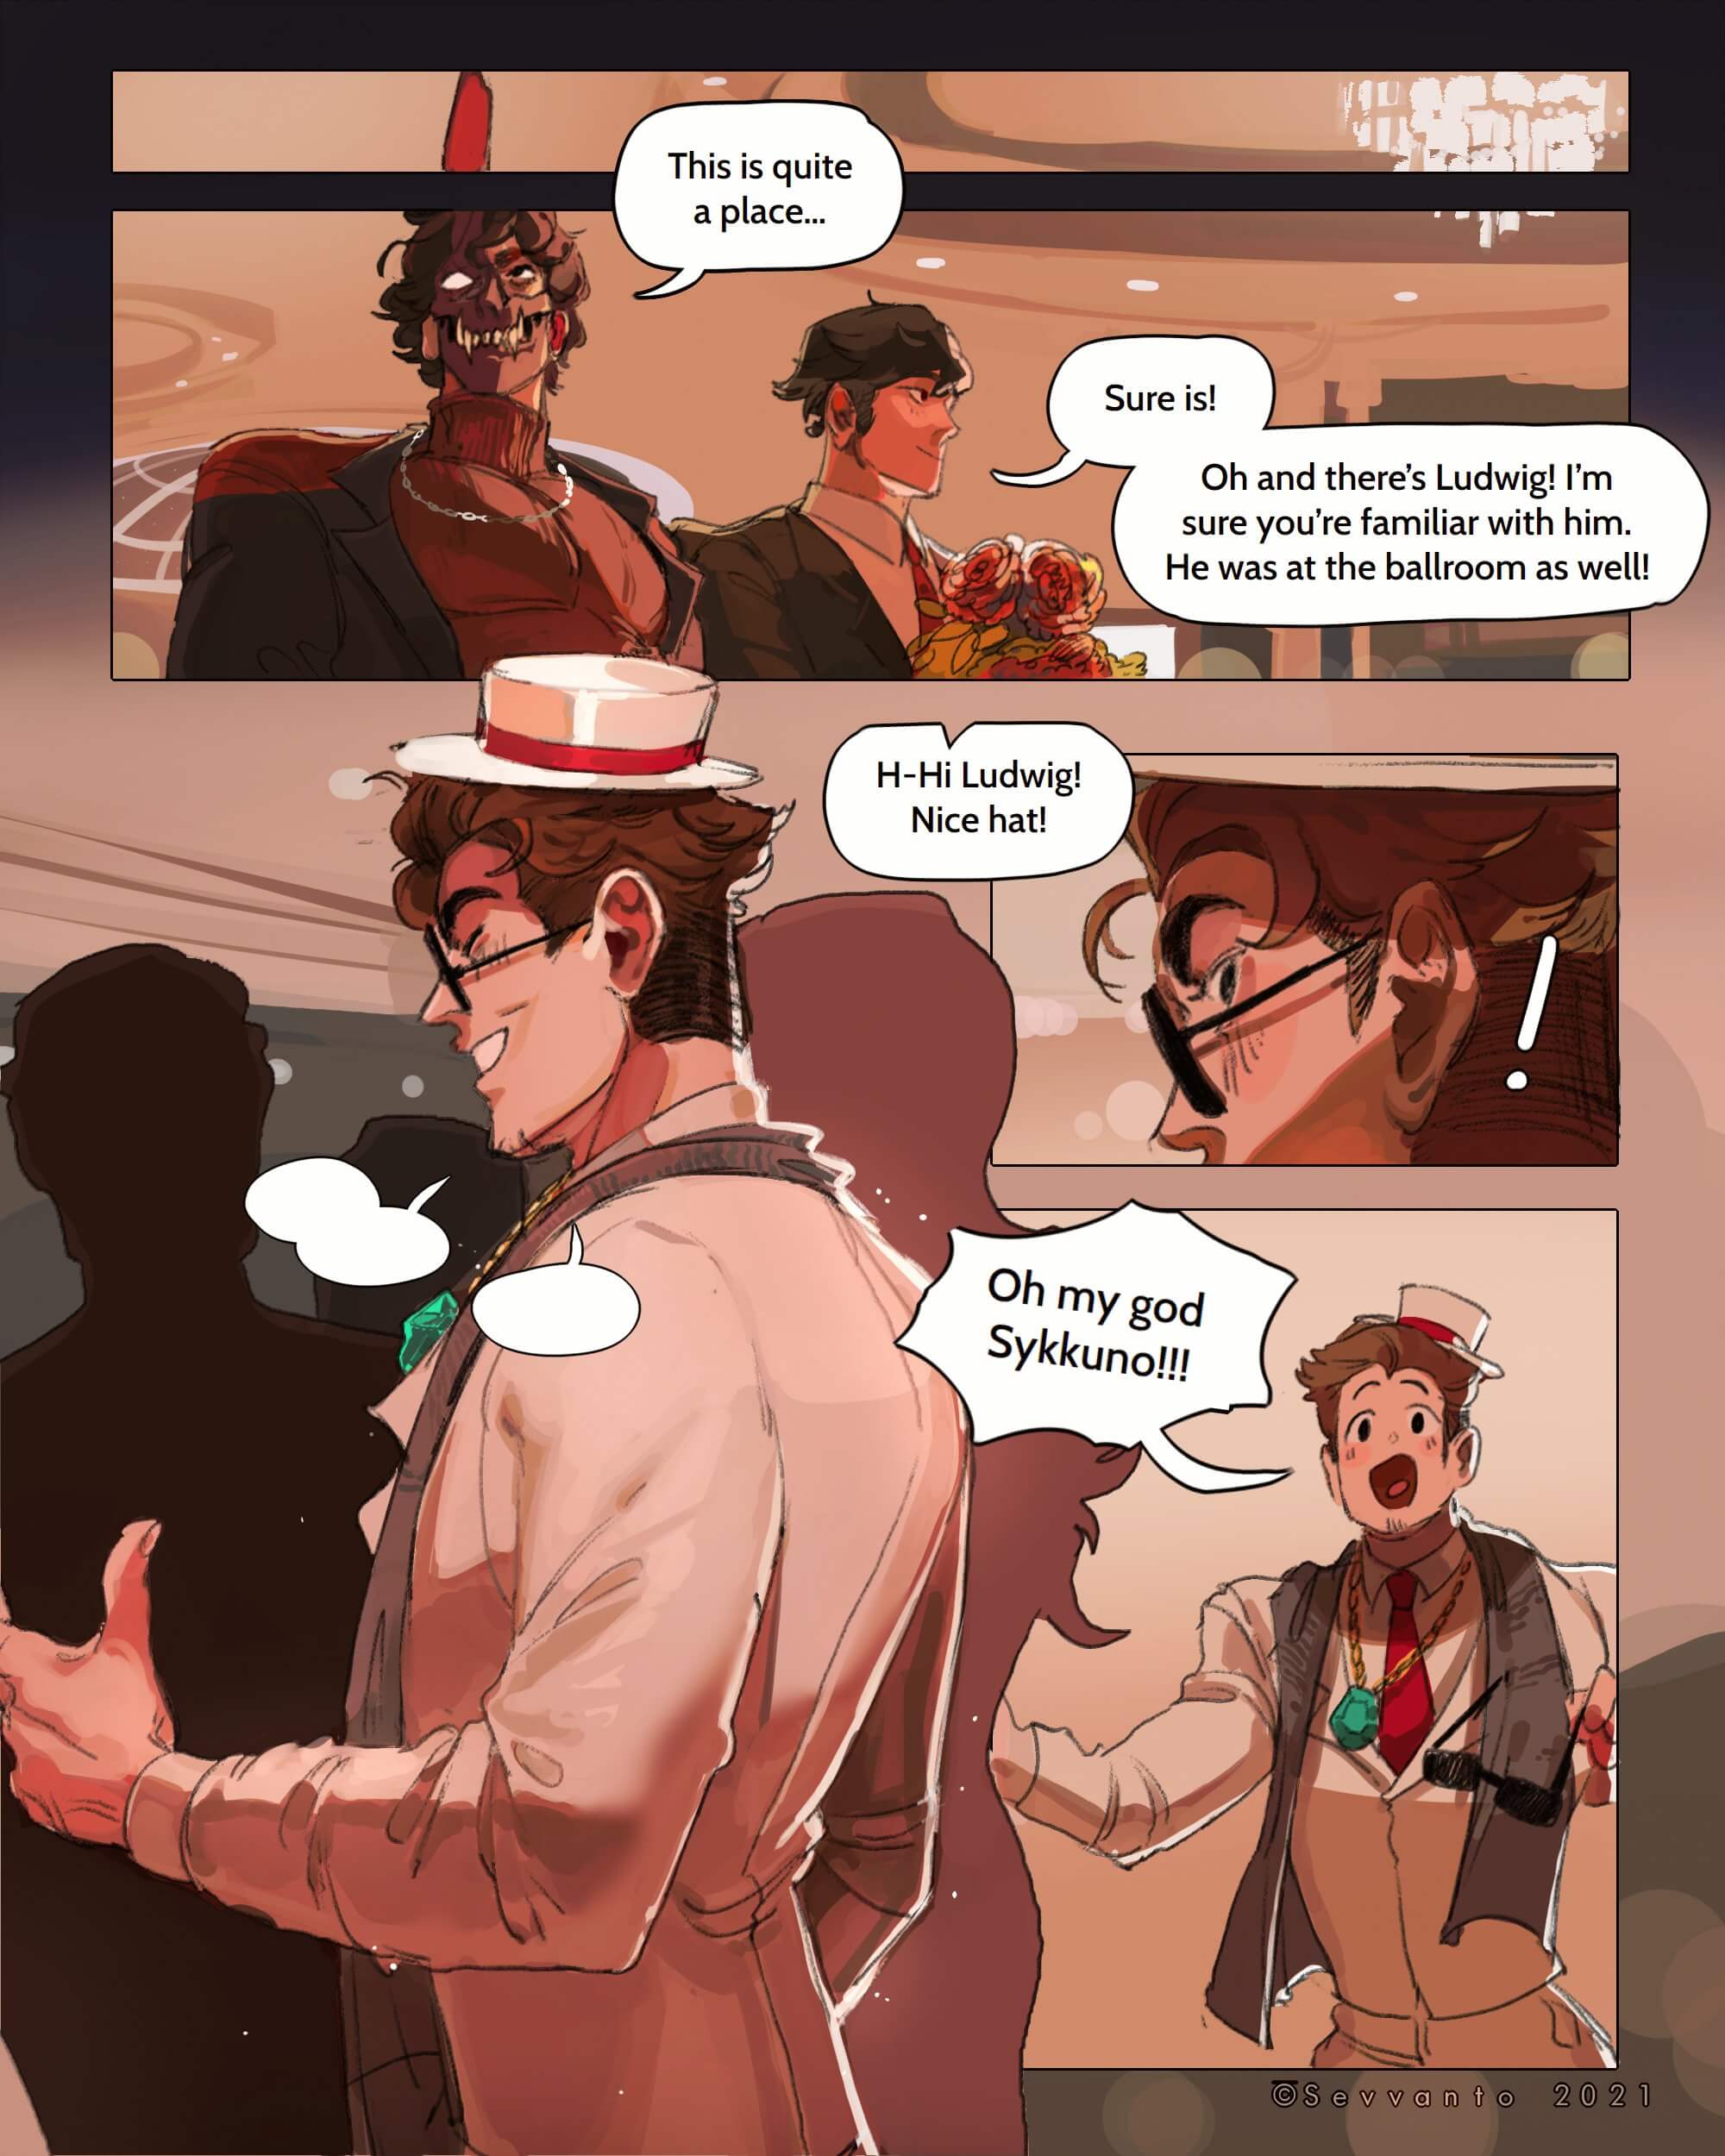 This is quite
a place...
Sure is!
Oh and there's Ludwig! I'm
sure you're familiar with him.
He was at the ballroom as well!
H-Hi Ludwig!
Nice hat!
!
Oh my god
Sykkuno!!!
©Sevvanto 2021